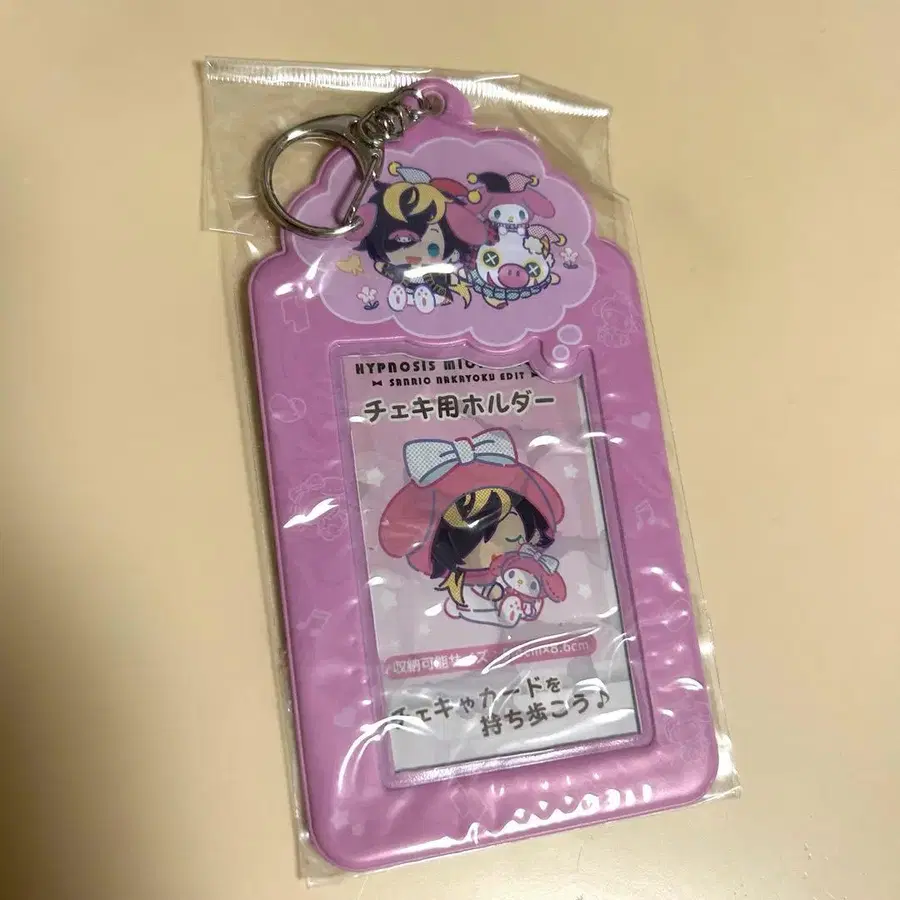 HYPNOSIS
SANRIO NAKAYOKU EDIT
チェキ用ホルダー
収納可能サイズ:
チェキやカードを
持ち歩こう♪